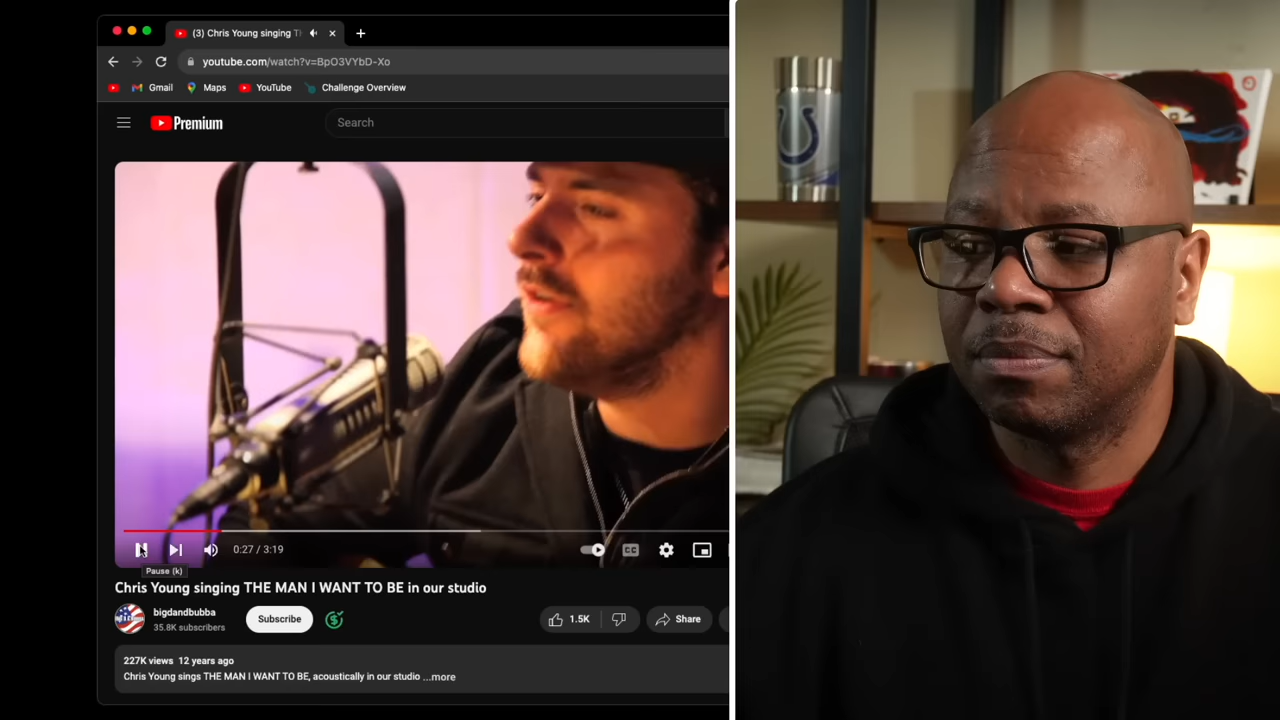 (3) Chris Young singing T
youtube.com/watch?v=BpO3VYbD-Xo
Gmail
Maps
YouTube
Challenge Overview
Premium
Search
0:27 / 3:19
CC
Pause (k)
Chris Young singing THE MAN I WANT TO BE in our studio
bigdandbubba
35.8K subscribers
Subscribe
1.5K
Share
227K views 12 years ago
Chris Young sings THE MAN I WANT TO BE, acoustically in our studio ...more